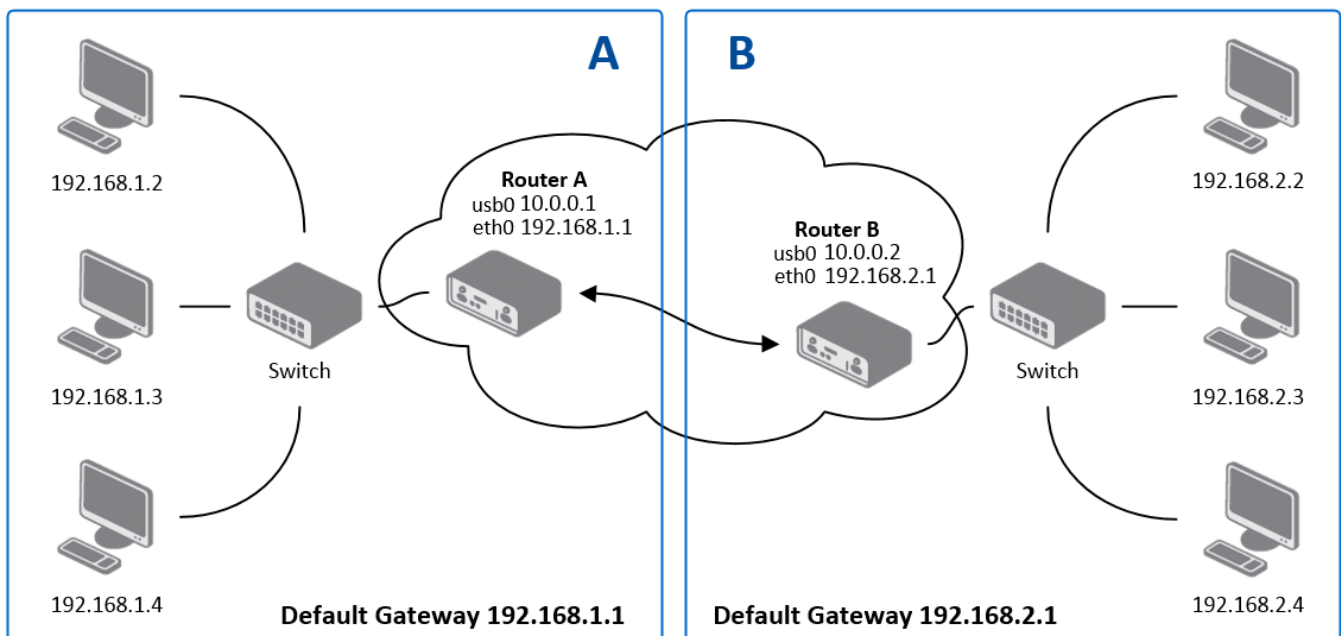 A
B
192.168.1.2
192.168.2.2
Router A
usb0 10.0.0.1
eth0 192.168.1.1
Router B
usb0 10.0.0.2
eth0 192.168.2.1
Switch
Switch
192.168.1.3
192.168.2.3
192.168.1.4
192.168.2.4
Default Gateway 192.168.1.1
Default Gateway 192.168.2.1